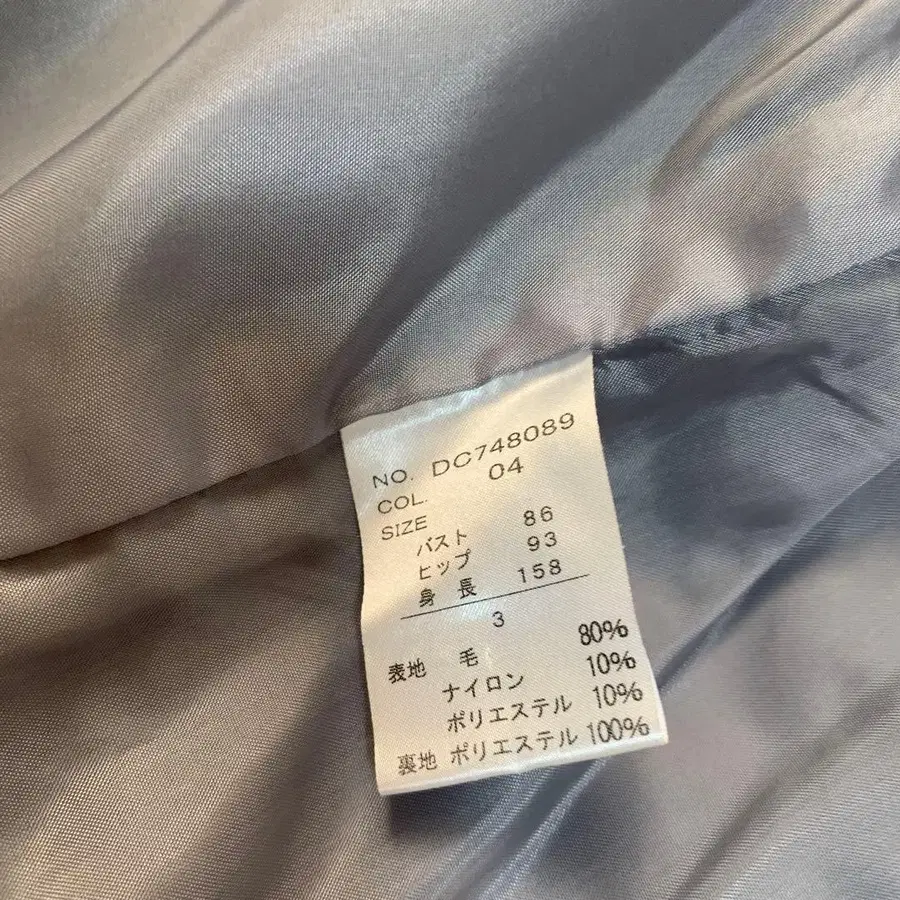 NO. DC748089
COL. 04
SIZE
バスト 86
ヒップ 93
身長 158
3
表地 毛 80%
ナイロン 10%
ポリエステル 10%
裏地 ポリエステル 100%